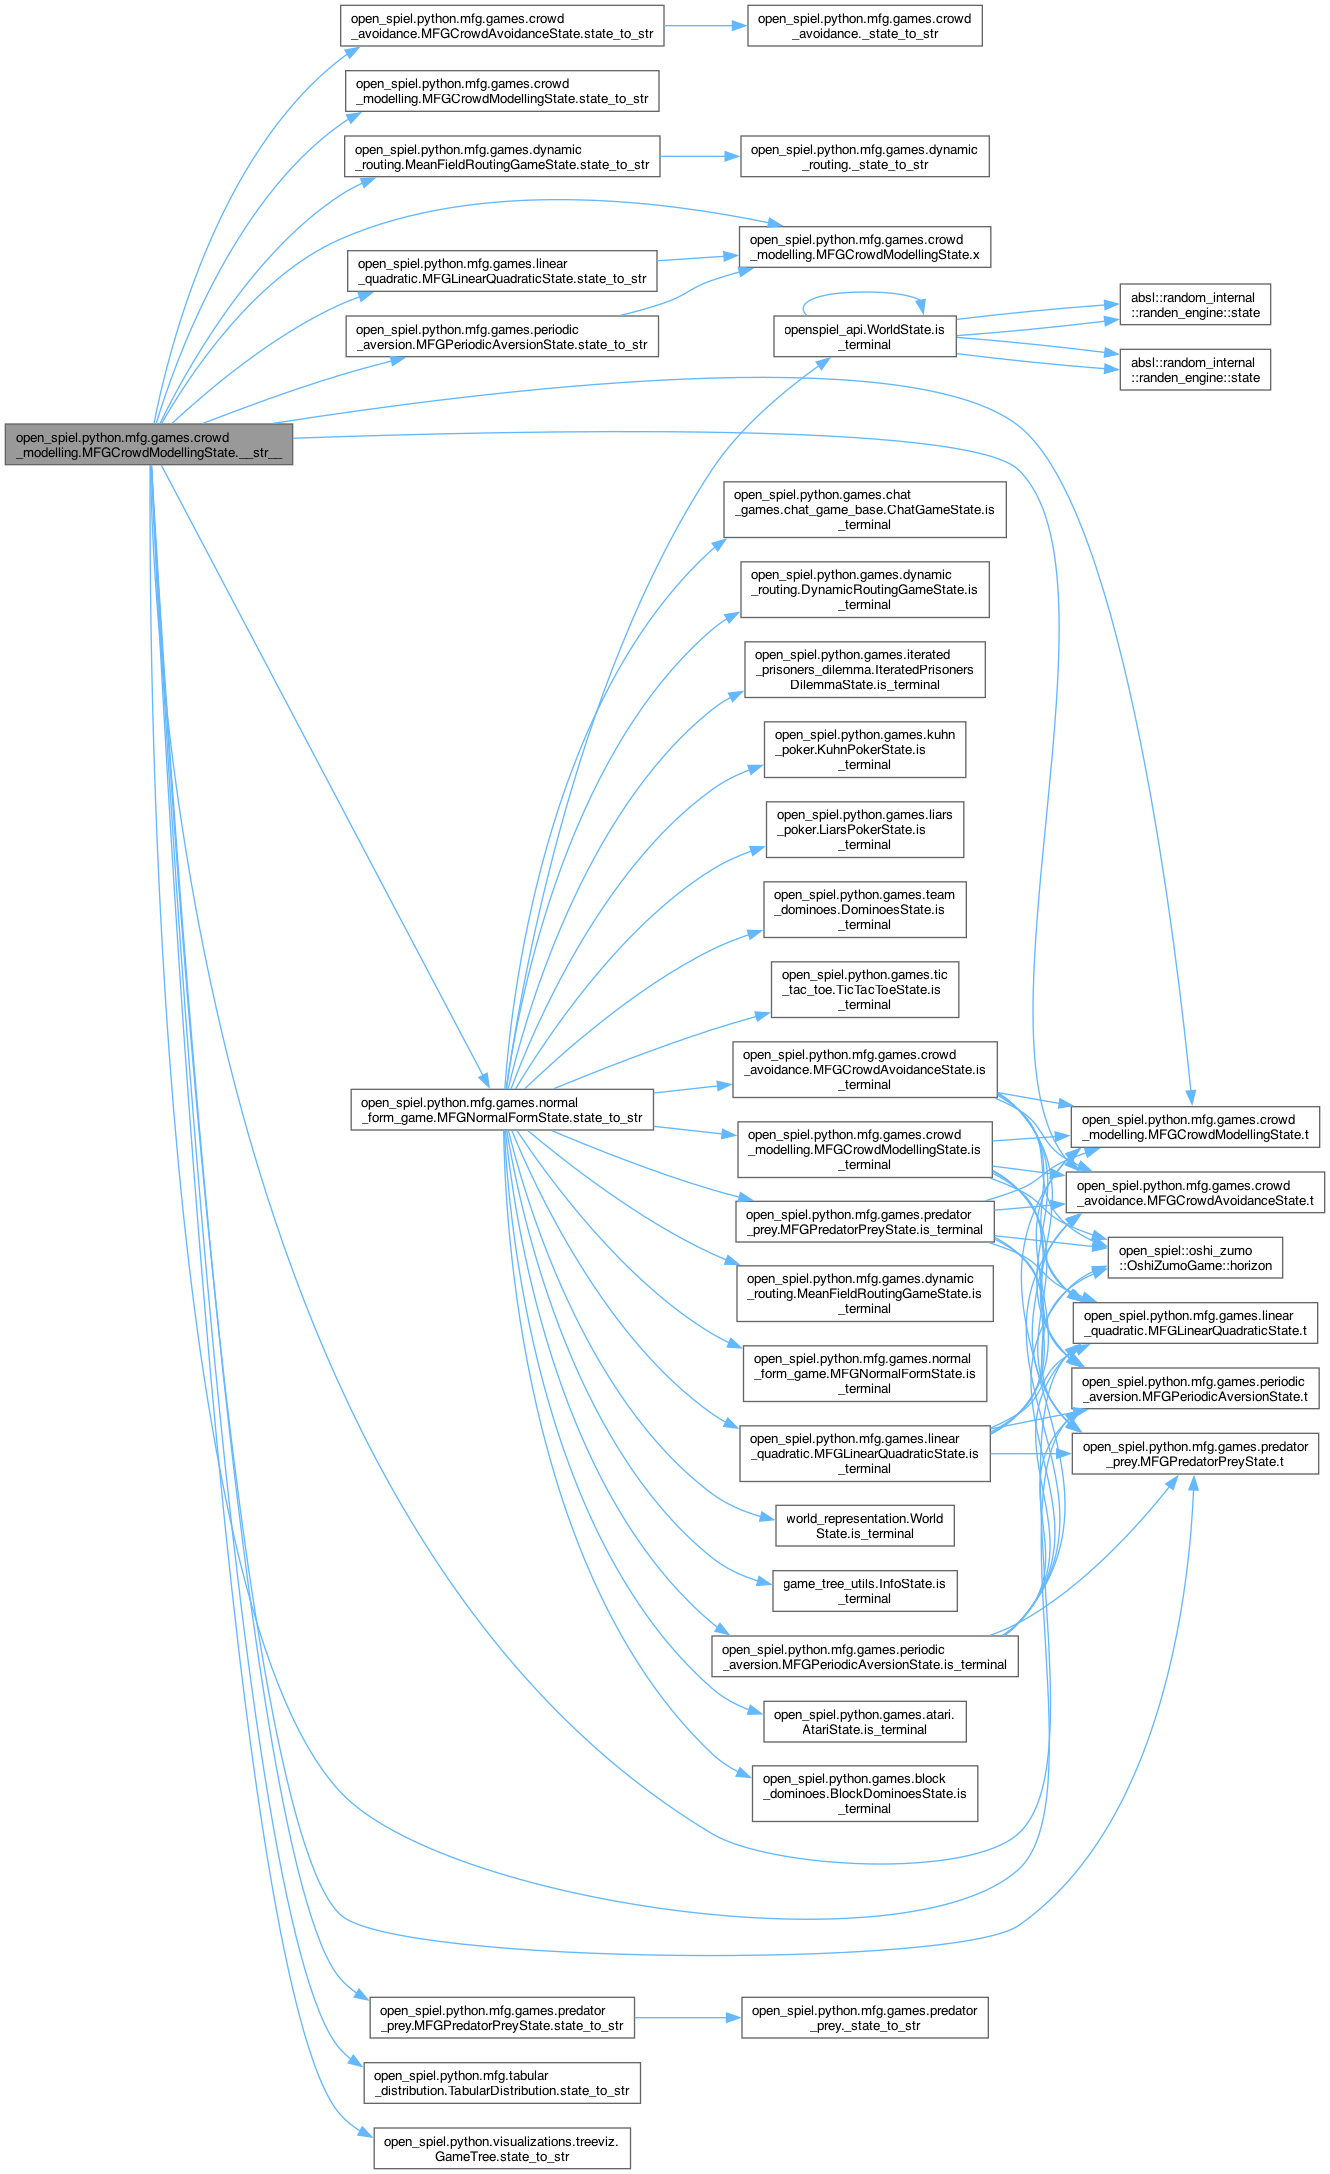 open_spiel.python.mfg.games.crowd
_avoidance.MFGCrowdAvoidanceState.state_to_str
open_spiel.python.mfg.games.crowd
_avoidance._state_to_str
open_spiel.python.mfg.games.crowd
_modelling.MFGCrowdModellingState.state_to_str
open_spiel.python.mfg.games.dynamic
_routing.MeanFieldRoutingGameState.state_to_str
open_spiel.python.mfg.games.dynamic
_routing._state_to_str
open_spiel.python.mfg.games.crowd
_modelling.MFGCrowdModellingState.x
open_spiel.python.mfg.games.linear
_quadratic.MFGLinearQuadraticState.state_to_str
open_spiel.python.mfg.games.periodic
_aversion.MFGPeriodicAversionState.state_to_str
openspiel_api.WorldState.is
_terminal
absl::random_internal
::randen_engine::state
absl::random_internal
::randen_engine::state
open_spiel.python.mfg.games.crowd
_modelling.MFGCrowdModellingState.__str__
open_spiel.python.games.chat
_games.chat_game_base.ChatGameState.is
_terminal
open_spiel.python.games.dynamic
_routing.DynamicRoutingGameState.is
_terminal
open_spiel.python.games.iterated
_prisoners_dilemma.IteratedPrisoners
DilemmaState.is_terminal
open_spiel.python.games.kuhn
_poker.KuhnPokerState.is
_terminal
open_spiel.python.games.liars
_poker.LiarsPokerState.is
_terminal
open_spiel.python.games.team
_dominoes.DominoesState.is
_terminal
open_spiel.python.games.tic
_tac_toe.TicTacToeState.is
_terminal
open_spiel.python.mfg.games.crowd
_avoidance.MFGCrowdAvoidanceState.is
_terminal
open_spiel.python.mfg.games.normal
_form_game.MFGNormalFormState.state_to_str
open_spiel.python.mfg.games.crowd
_modelling.MFGCrowdModellingState.t
open_spiel.python.mfg.games.crowd
_modelling.MFGCrowdModellingState.is
_terminal
open_spiel.python.mfg.games.crowd
_avoidance.MFGCrowdAvoidanceState.t
open_spiel.python.mfg.games.predator
_prey.MFGPredatorPreyState.is_terminal
open_spiel::oshi_zumo
::OshiZumoGame::horizon
open_spiel.python.mfg.games.dynamic
_routing.MeanFieldRoutingGameState.is
_terminal
open_spiel.python.mfg.games.linear
_quadratic.MFGLinearQuadraticState.t
open_spiel.python.mfg.games.normal
_form_game.MFGNormalFormState.is
_terminal
open_spiel.python.mfg.games.periodic
_aversion.MFGPeriodicAversionState.t
open_spiel.python.mfg.games.linear
_quadratic.MFGLinearQuadraticState.is
_terminal
open_spiel.python.mfg.games.predator
_prey.MFGPredatorPreyState.t
world_representation.World
State.is_terminal
game_tree_utils.InfoState.is
_terminal
open_spiel.python.mfg.games.periodic
_aversion.MFGPeriodicAversionState.is_terminal
open_spiel.python.games.atari.
AtariState.is_terminal
open_spiel.python.games.block
_dominoes.BlockDominoesState.is
_terminal
open_spiel.python.mfg.games.predator
_prey.MFGPredatorPreyState.state_to_str
open_spiel.python.mfg.games.predator
_prey._state_to_str
open_spiel.python.mfg.tabular
_distribution.TabularDistribution.state_to_str
open_spiel.python.visualizations.treeviz.
GameTree.state_to_str